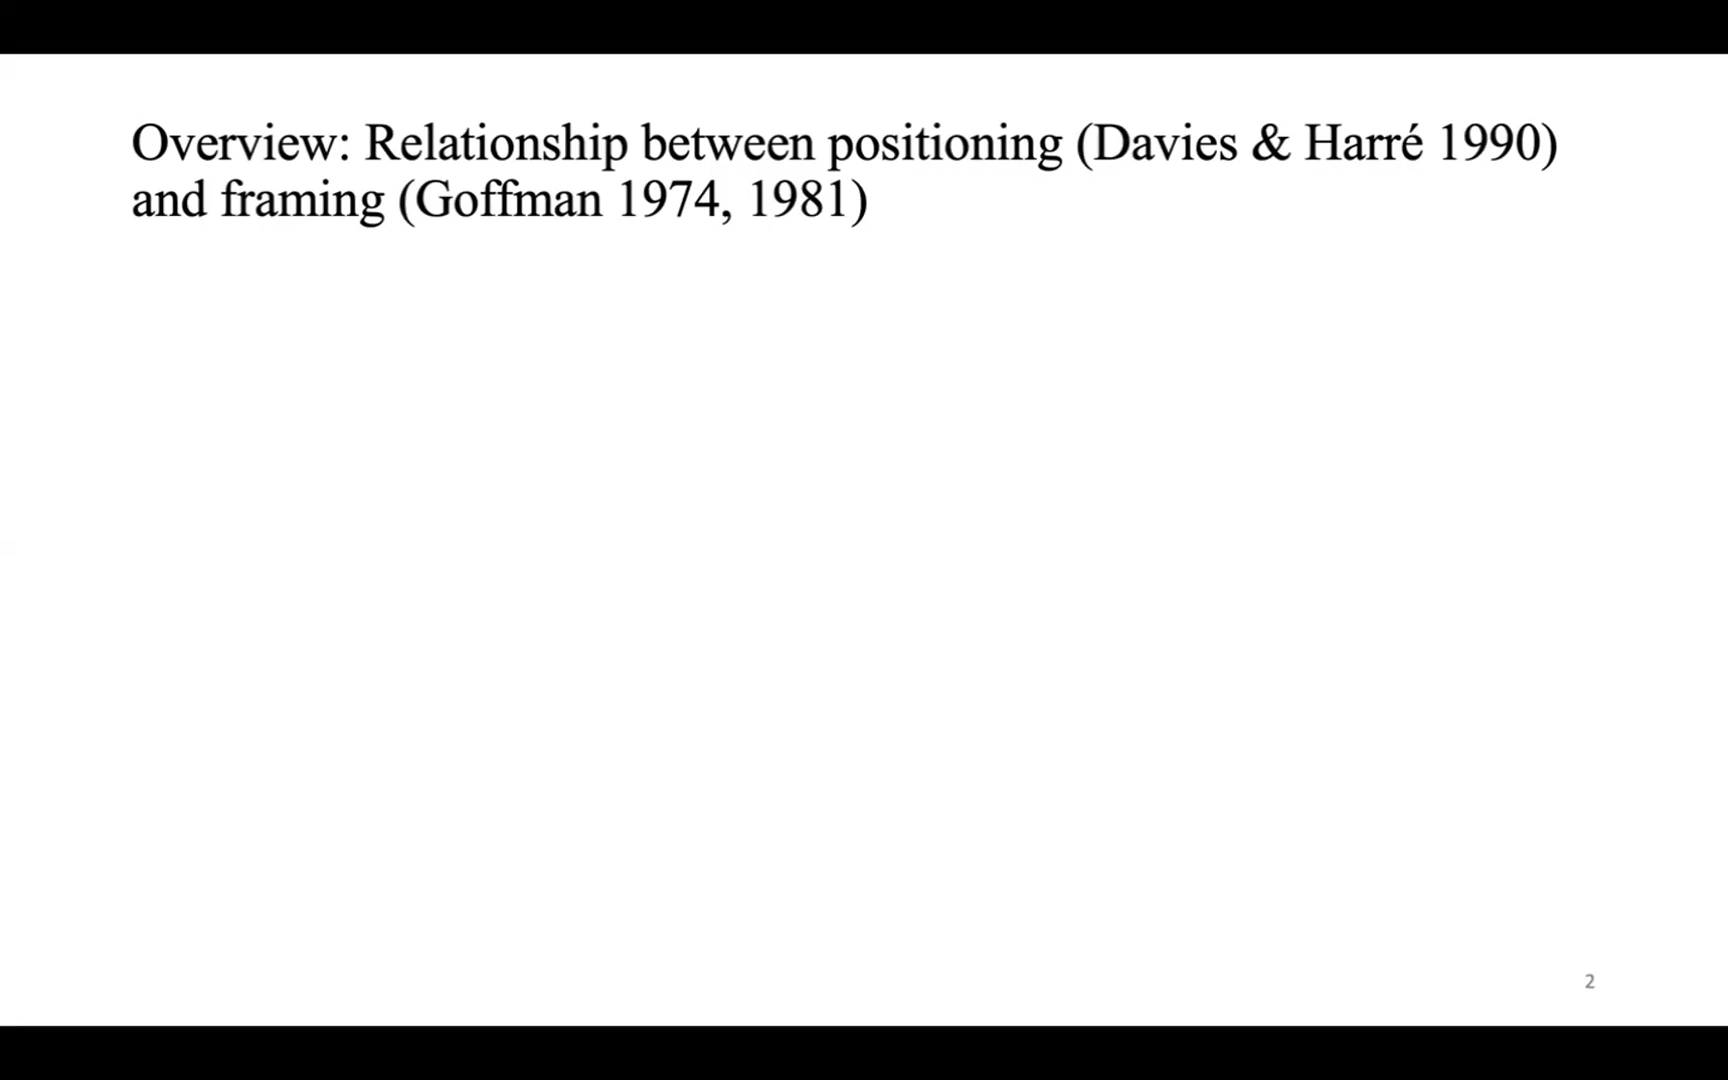 Overview: Relationship between positioning (Davies & Harré 1990)
and framing (Goffman 1974, 1981)
2